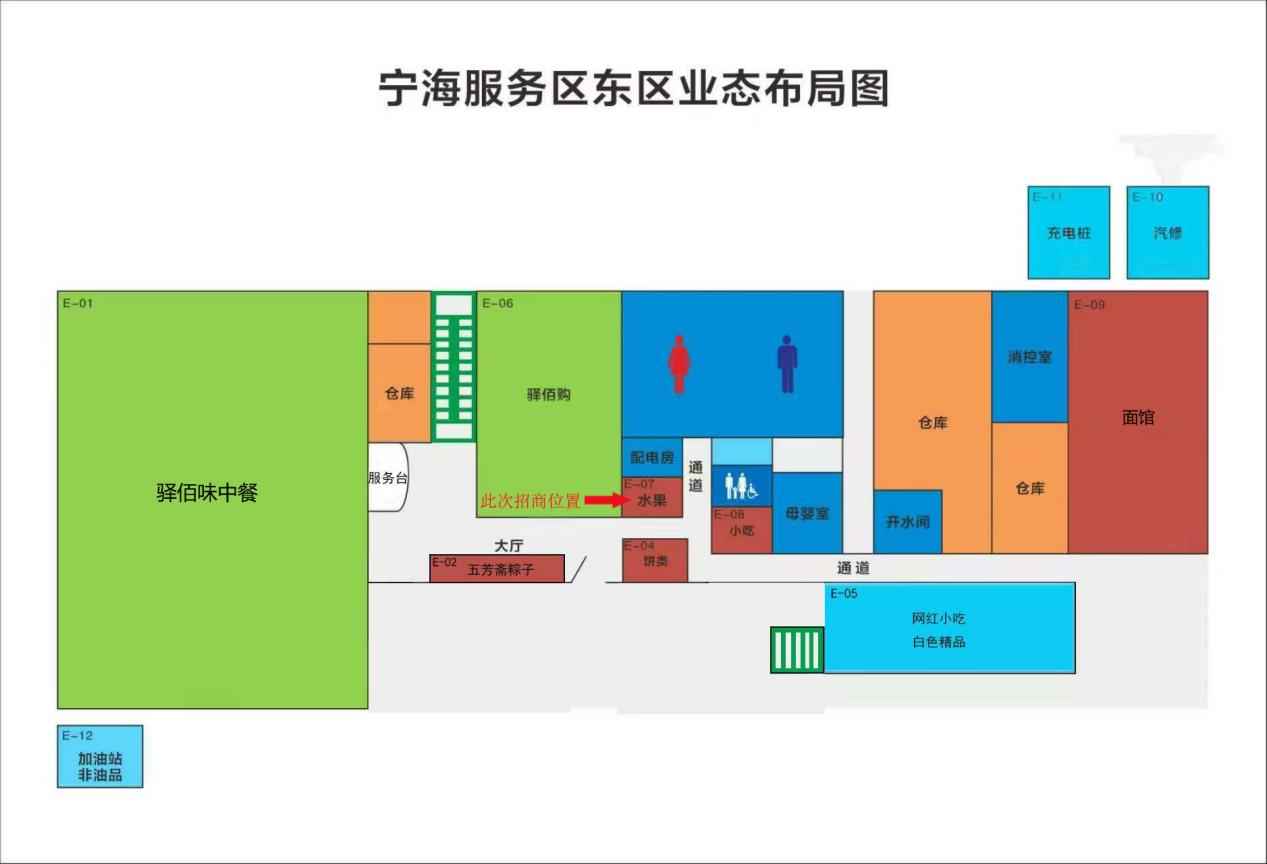 宁海服务区东区业态布局图
E-11
充电桩
E-10
汽修
E-01
驿佰味中餐
仓库
服务台
E-06
驿佰购
配电房
通道
此次招商位置
E-07
水果
E-08
小吃
母婴室
仓库
开水间
消控室
仓库
E-09
面馆
大厅
E-02 五芳斋粽子
E-04
饼类
通道
E-05
网红小吃
白色精品
E-12
加油站
非油品